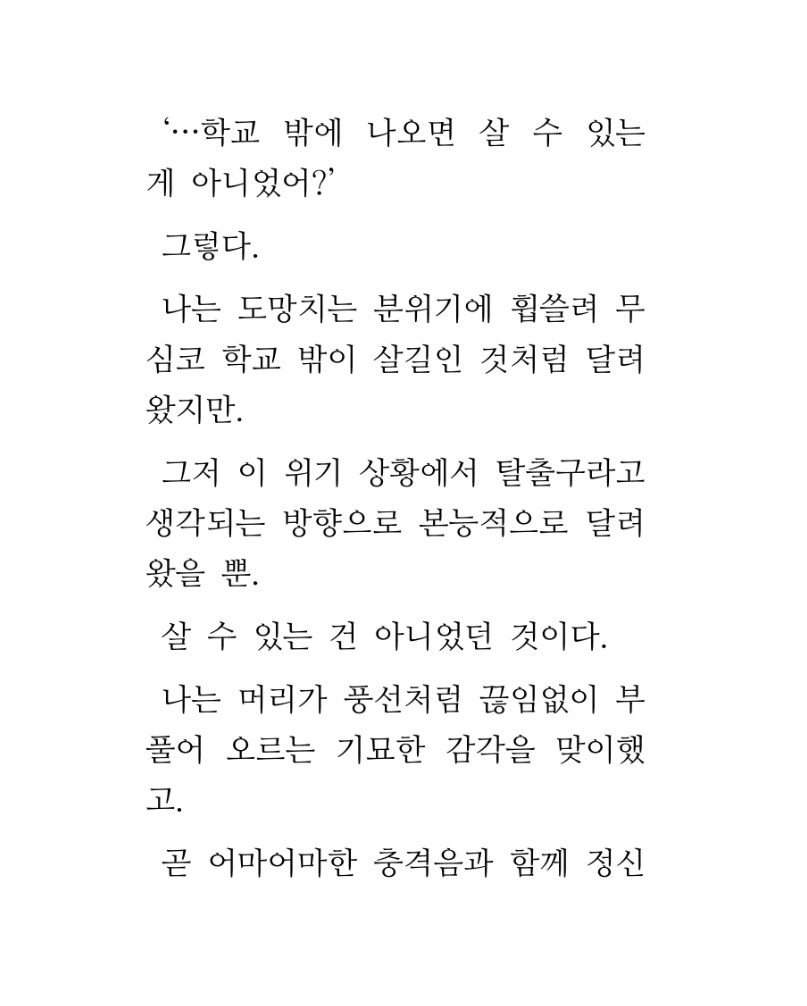 ‘…학교 밖에 나오면 살 수 있는
게 아니었어?’
그렇다.
나는 도망치는 분위기에 휩쓸려 무
심코 학교 밖이 살길인 것처럼 달려
왔지만.
그저 이 위기 상황에서 탈출구라고
생각되는 방향으로 본능적으로 달려
왔을 뿐.
살 수 있는 건 아니었던 것이다.
나는 머리가 풍선처럼 끊임없이 부
풀어 오르는 기묘한 감각을 맞이했
고.
곧 어마어마한 충격음과 함께 정신